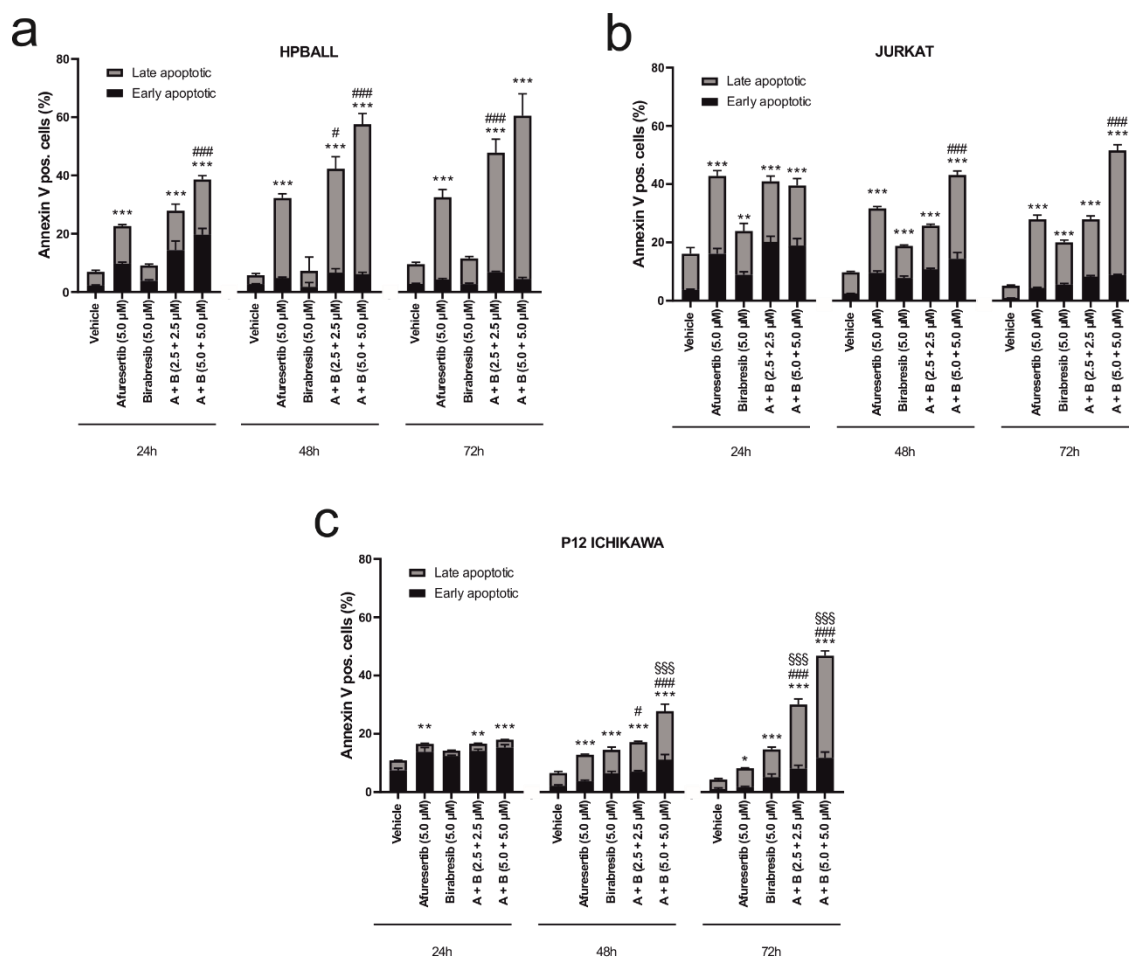 a
HPBALL
Annexin V pos. cells (%)
80
60
40
20
0
Late apoptotic
Early apoptotic
***
***
###
***
***
#
***
###
***
***
###
***
***
Vehicle
Afuresertib (5.0 µM)
Birabresib (5.0 µM)
A + B (2.5 + 2.5 µM)
A + B (5.0 + 5.0 µM)
Vehicle
Afuresertib (5.0 µM)
Birabresib (5.0 µM)
A + B (2.5 + 2.5 µM)
A + B (5.0 + 5.0 µM)
Vehicle
Afuresertib (5.0 µM)
Birabresib (5.0 µM)
A + B (2.5 + 2.5 µM)
A + B (5.0 + 5.0 µM)
24h
48h
72h
b
JURKAT
Annexin V pos. cells (%)
80
60
40
20
0
Late apoptotic
Early apoptotic
***
**
***
***
***
***
***
###
***
***
***
***
###
***
Vehicle
Afuresertib (5.0 µM)
Birabresib (5.0 µM)
A + B (2.5 + 2.5 µM)
A + B (5.0 + 5.0 µM)
Vehicle
Afuresertib (5.0 µM)
Birabresib (5.0 µM)
A + B (2.5 + 2.5 µM)
A + B (5.0 + 5.0 µM)
Vehicle
Afuresertib (5.0 µM)
Birabresib (5.0 µM)
A + B (2.5 + 2.5 µM)
A + B (5.0 + 5.0 µM)
24h
48h
72h
c
P12 ICHIKAWA
Annexin V pos. cells (%)
80
60
40
20
0
Late apoptotic
Early apoptotic
**
**
***
***
***
#
***
§§§
###
***
*
***
§§§
###
***
§§§
###
***
Vehicle
Afuresertib (5.0 µM)
Birabresib (5.0 µM)
A + B (2.5 + 2.5 µM)
A + B (5.0 + 5.0 µM)
Vehicle
Afuresertib (5.0 µM)
Birabresib (5.0 µM)
A + B (2.5 + 2.5 µM)
A + B (5.0 + 5.0 µM)
Vehicle
Afuresertib (5.0 µM)
Birabresib (5.0 µM)
A + B (2.5 + 2.5 µM)
A + B (5.0 + 5.0 µM)
24h
48h
72h